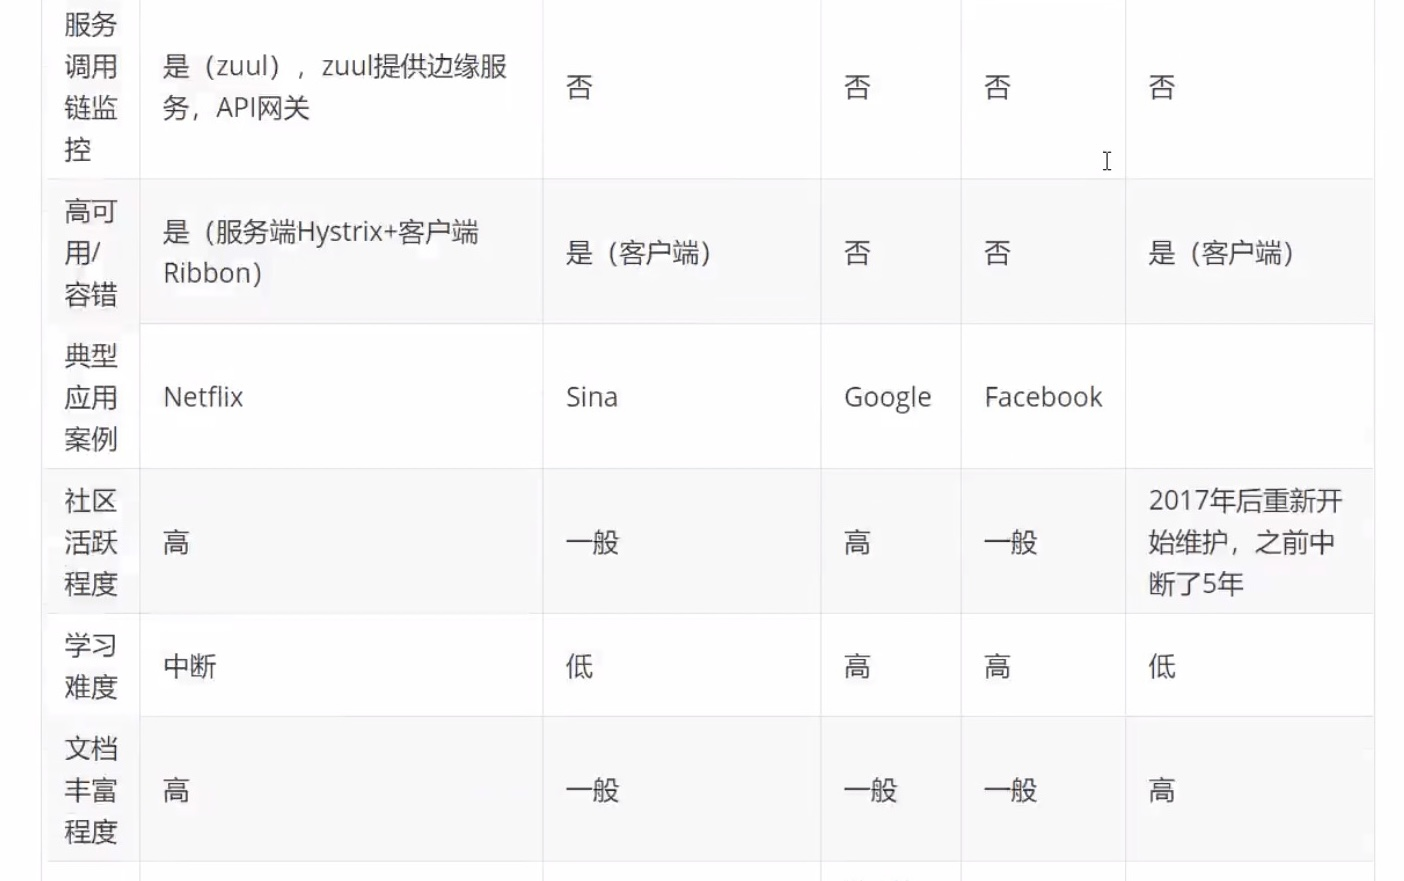 服务
调用
链监
控
是（zuul），zuul提供边缘服
务，API网关
否
否
否
否
高可
用/
容错
是（服务端Hystrix+客户端
Ribbon）
是（客户端）
否
否
是（客户端）
典型
应用
案例
Netflix
Sina
Google
Facebook
社区
活跃
程度
高
一般
高
一般
2017年后重新开
始维护，之前中
断了5年
学习
难度
中断
低
高
高
低
文档
丰富
程度
高
一般
一般
一般
高